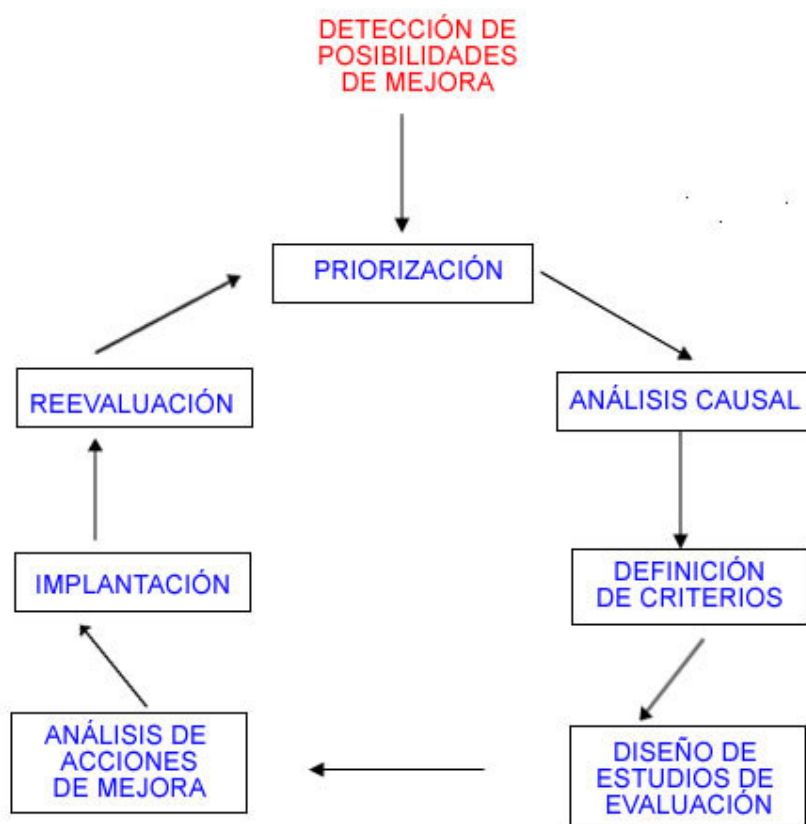 DETECCIÓN DE
POSIBILIDADES
DE MEJORA
PRIORIZACIÓN
REEVALUACIÓN
ANÁLISIS CAUSAL
IMPLANTACIÓN
DEFINICIÓN
DE CRITERIOS
ANÁLISIS DE
ACCIONES
DE MEJORA
DISEÑO DE
ESTUDIOS DE
EVALUACIÓN